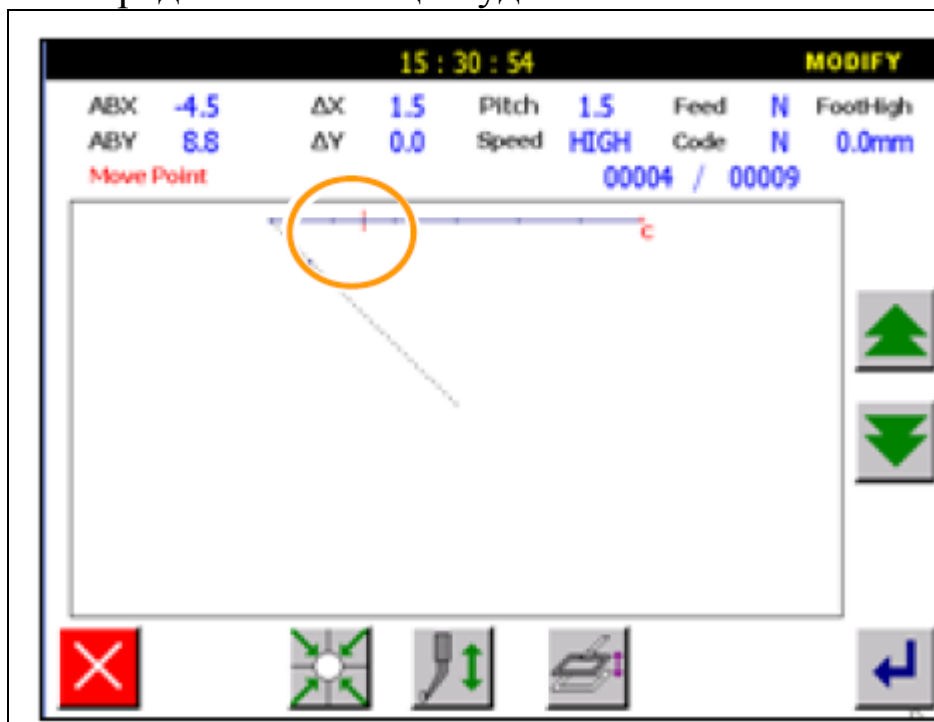 15 : 30 : 54 MODIFY
ABX -4.5 ΔX 1.5 Pitch 1.5 Feed N FootHigh
ABY 8.8 ΔY 0.0 Speed HIGH Code N 0.0mm
Move Point 00004 / 00009
c